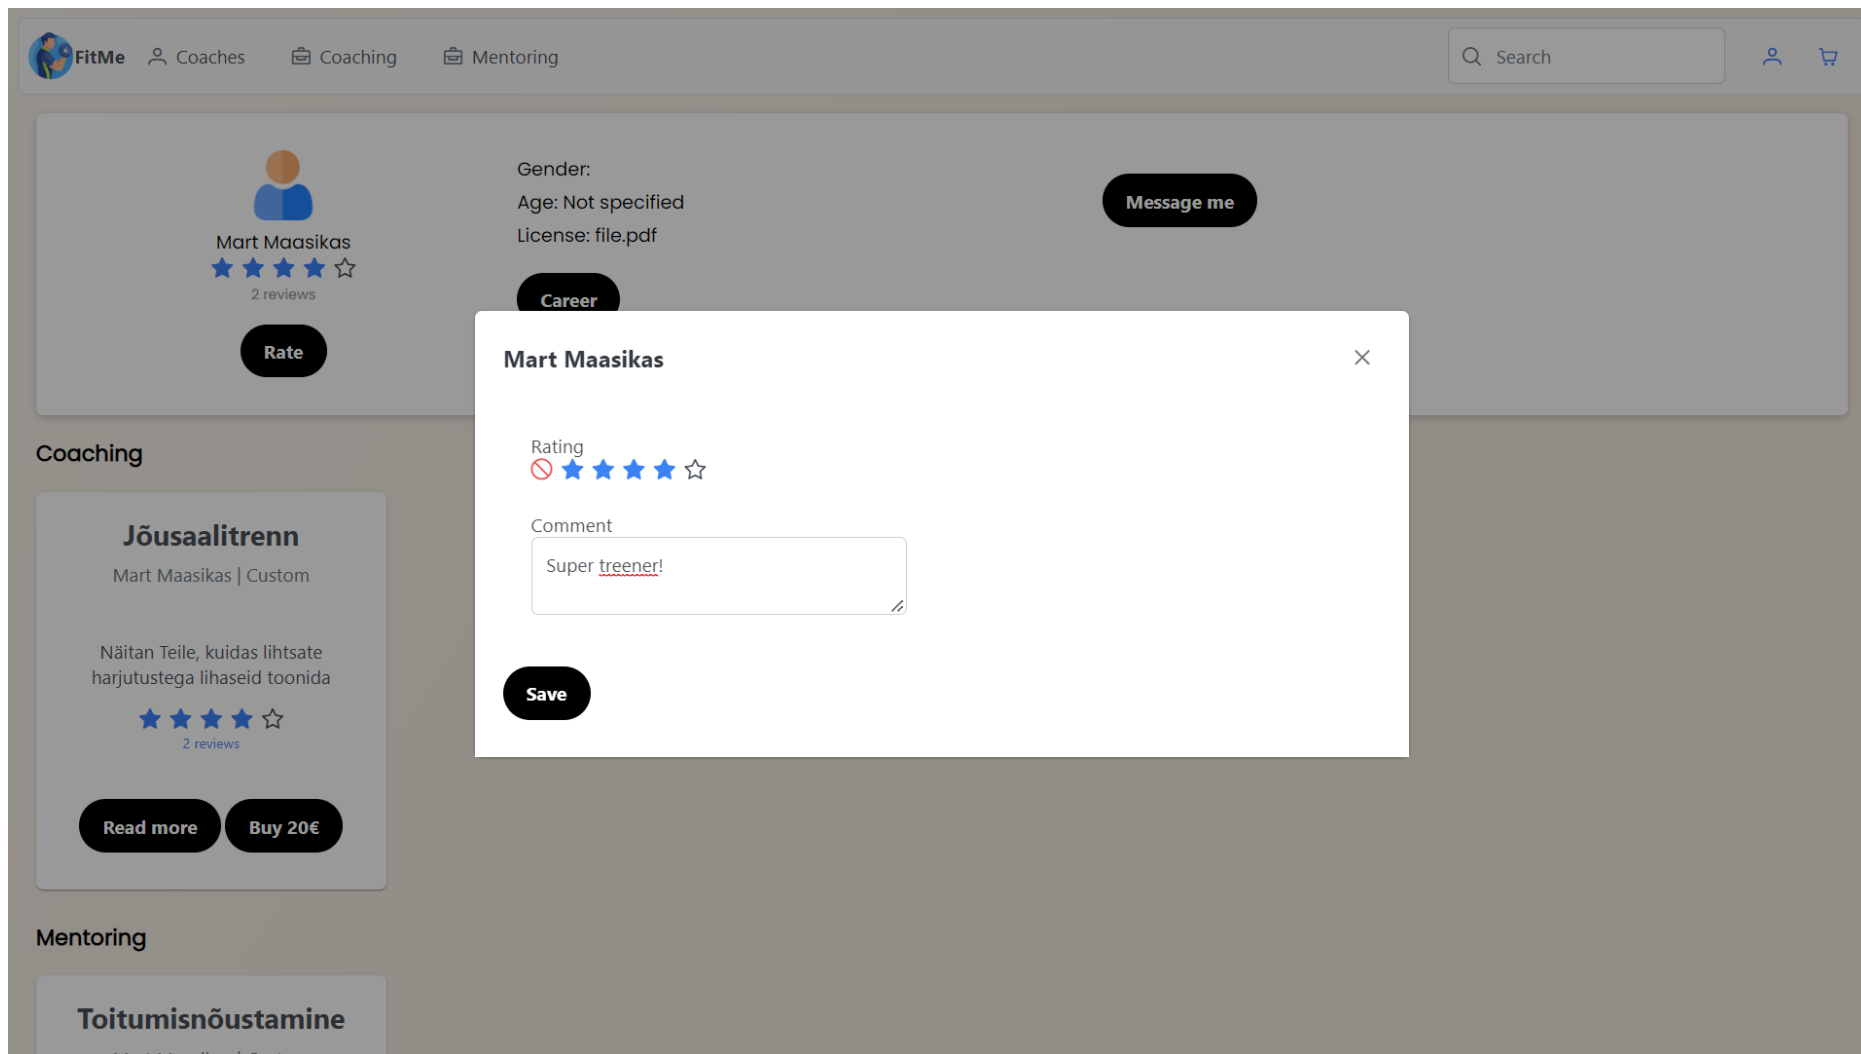 FitMe
Coaches
Coaching
Mentoring
Search
Mart Maasikas
2 reviews
Rate
Gender:
Age: Not specified
License: file.pdf
Career
Message me
Mart Maasikas
Rating
Comment
Super treener!
Save
Coaching
Jõusaalitrenn
Mart Maasikas | Custom
Näitan Teile, kuidas lihtsate
harjutustega lihaseid toonida
2 reviews
Read more
Buy 20€
Mentoring
Toitumisnõustamine